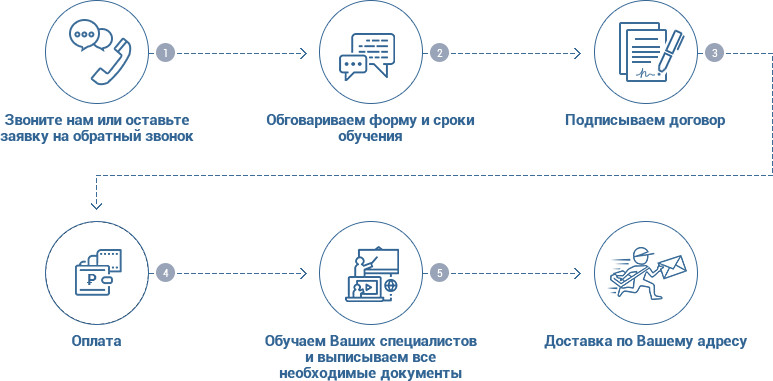 1
2
3
Звоните нам или оставьте
заявку на обратный звонок
Обговариваем форму и сроки
обучения
Подписываем договор
₽
4
5
Оплата
Обучаем Ваших специалистов
и выписываем все
необходимые документы
Доставка по Вашему адресу